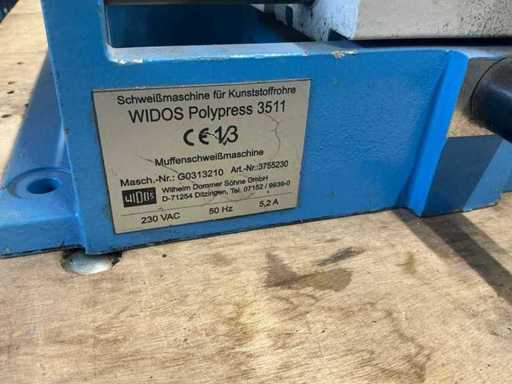 Schweißmaschine für Kunststoffrohre
WIDOS Polypress 3511
CE 1/3
Muffenschweißmaschine
Masch.-Nr.: G0313210 Art.-Nr.:3755230
WIDOS
Wilhelm Dommer Söhne GmbH
D-71254 Ditzingen, Tel. 07152 / 9939-0
230 VAC 50 Hz 5,2 A